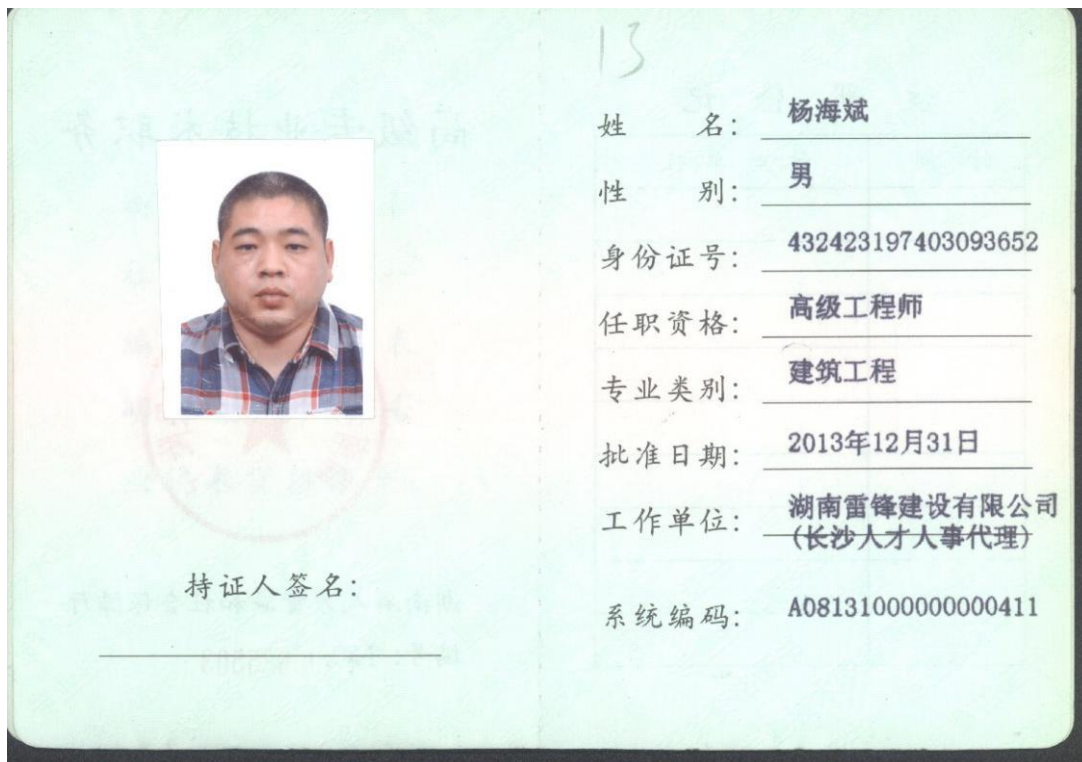 13
姓 名: 杨海斌
性 别: 男
身份证号: 432423197403093652
任职资格: 高级工程师
专业类别: 建筑工程
批准日期: 2013年12月31日
工作单位: 湖南雷锋建设有限公司
(长沙人才人事代理)
系统编码: A08131000000000411
持证人签名: